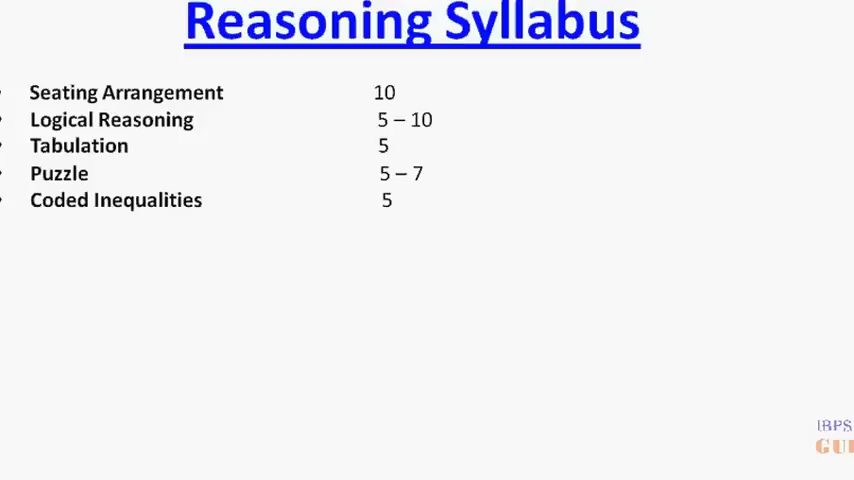 Reasoning Syllabus
• Seating Arrangement 10
• Logical Reasoning 5 – 10
• Tabulation 5
• Puzzle 5 – 7
• Coded Inequalities 5
IBPS